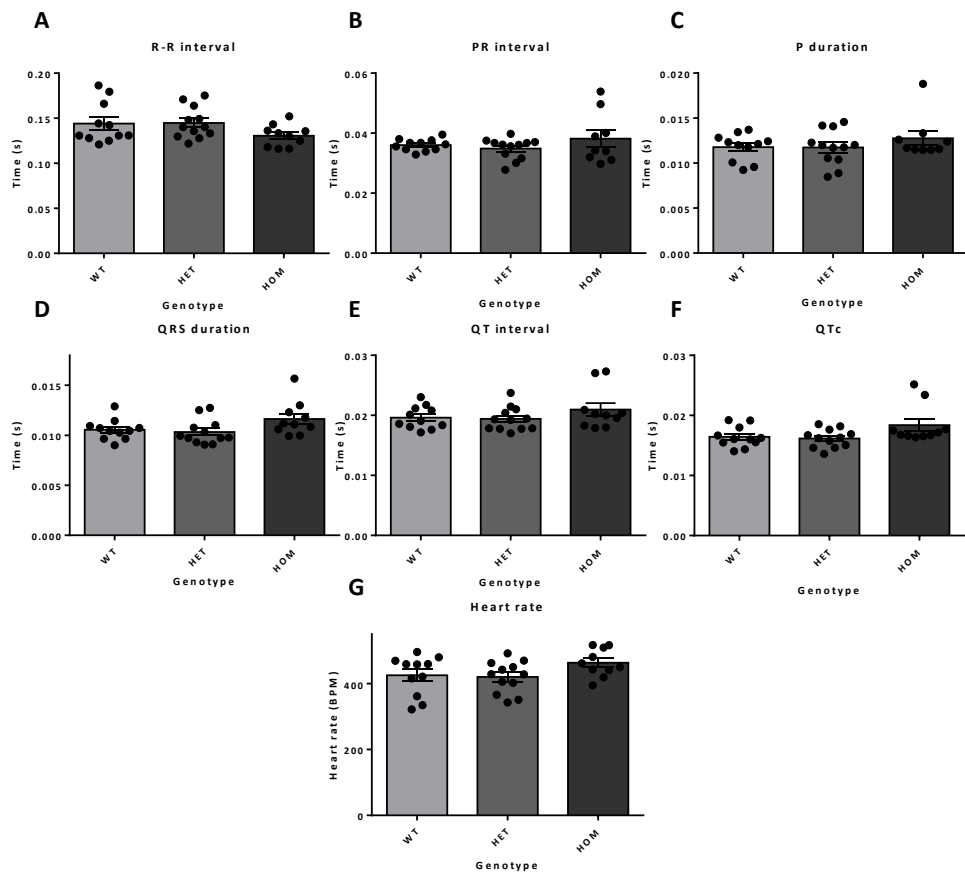 A
R-R interval
Time (s)
0.20
0.15
0.10
0.05
0.00
WT
HET
HOM
Genotype
B
PR interval
Time (s)
0.06
0.04
0.02
0.00
WT
HET
HOM
Genotype
C
P duration
Time (s)
0.020
0.015
0.010
0.005
0.000
WT
HET
HOM
Genotype
D
QRS duration
Time (s)
0.015
0.010
0.005
0.000
WT
HET
HOM
Genotype
E
QT interval
Time (s)
0.03
0.02
0.01
0.00
WT
HET
HOM
Genotype
F
QTc
Time (s)
0.03
0.02
0.01
0.00
WT
HET
HOM
Genotype
G
Heart rate
Heart rate (BPM)
400
200
0
WT
HET
HOM
Genotype